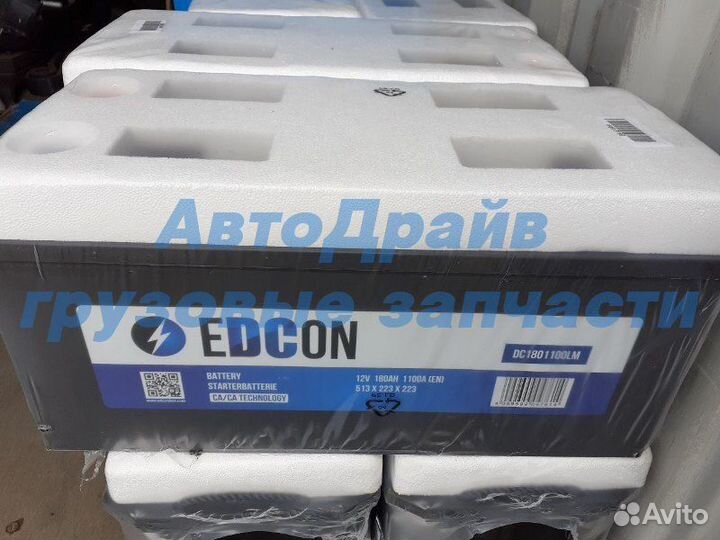 АвтоДрайв
грузовые запчасти
EDCON
DC1801100LM
BATTERY
STARTERBATTERIE
CA/CA TECHNOLOGY
12V 180AH 1100A (EN)
513 X 223 X 223
Avito